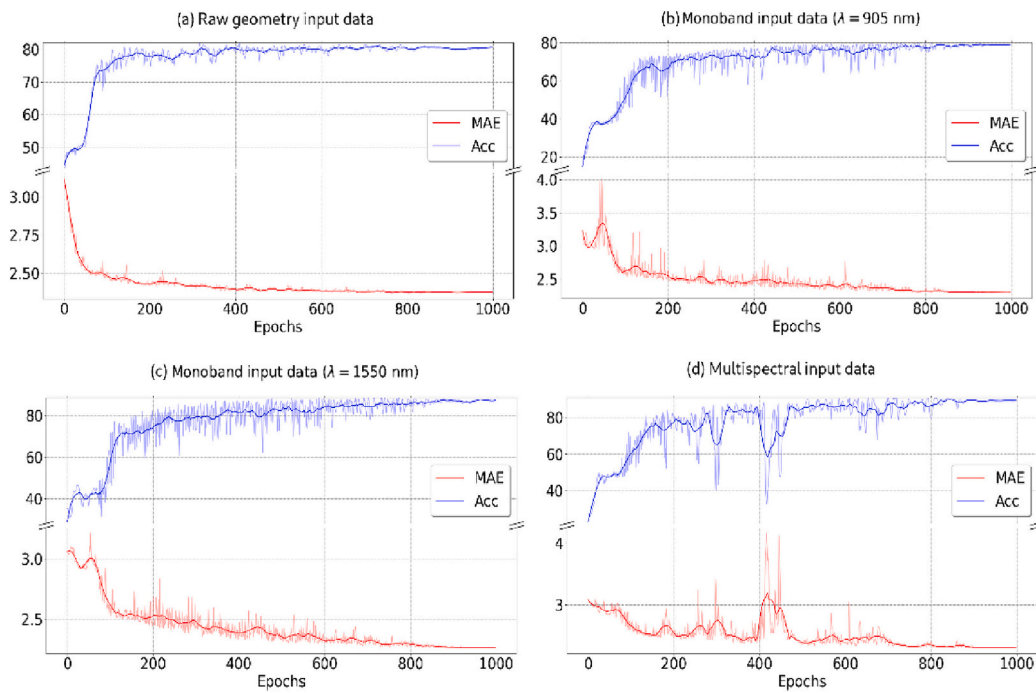 (a) Raw geometry input data
80
70
60
50
3.00
2.75
2.50
MAE
Acc
0 200 400 600 800 1000
Epochs
(b) Monoband input data (λ = 905 nm)
80
60
40
20
4.0
3.5
3.0
2.5
MAE
Acc
0 200 400 600 800 1000
Epochs
(c) Monoband input data (λ = 1550 nm)
80
60
40
3.0
2.5
MAE
Acc
0 200 400 600 800 1000
Epochs
(d) Multispectral input data
80
60
40
4
3
MAE
Acc
0 200 400 600 800 1000
Epochs